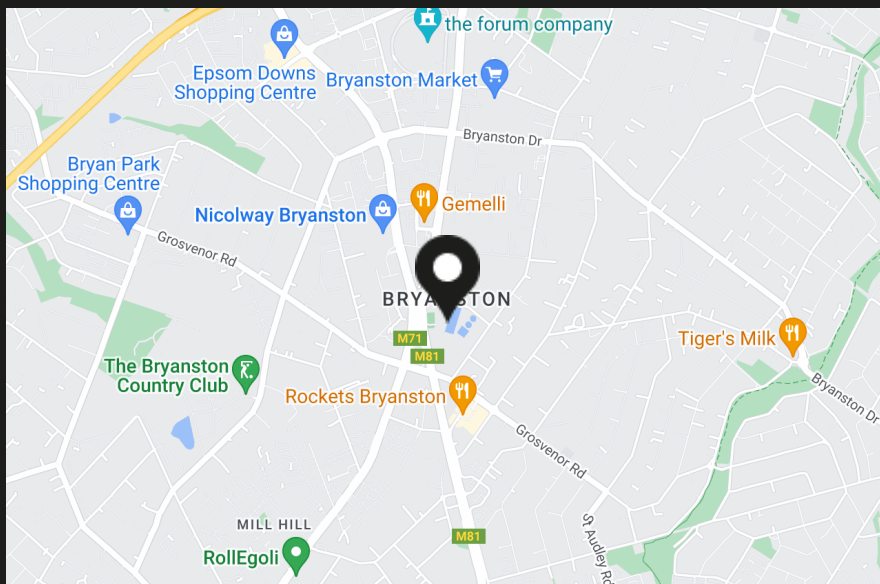 the forum company
Epsom Downs
Shopping Centre
Bryanston Market
Bryanston Dr
Bryan Park
Shopping Centre
Nicolway Bryanston
Gemelli
Grosvenor Rd
BRYANSTON
M71
M81
Tiger's Milk
The Bryanston
Country Club
Rockets Bryanston
Bryanston Dr
Grosvenor Rd
MILL HILL
M81
St Audley Rd
RollEgoli